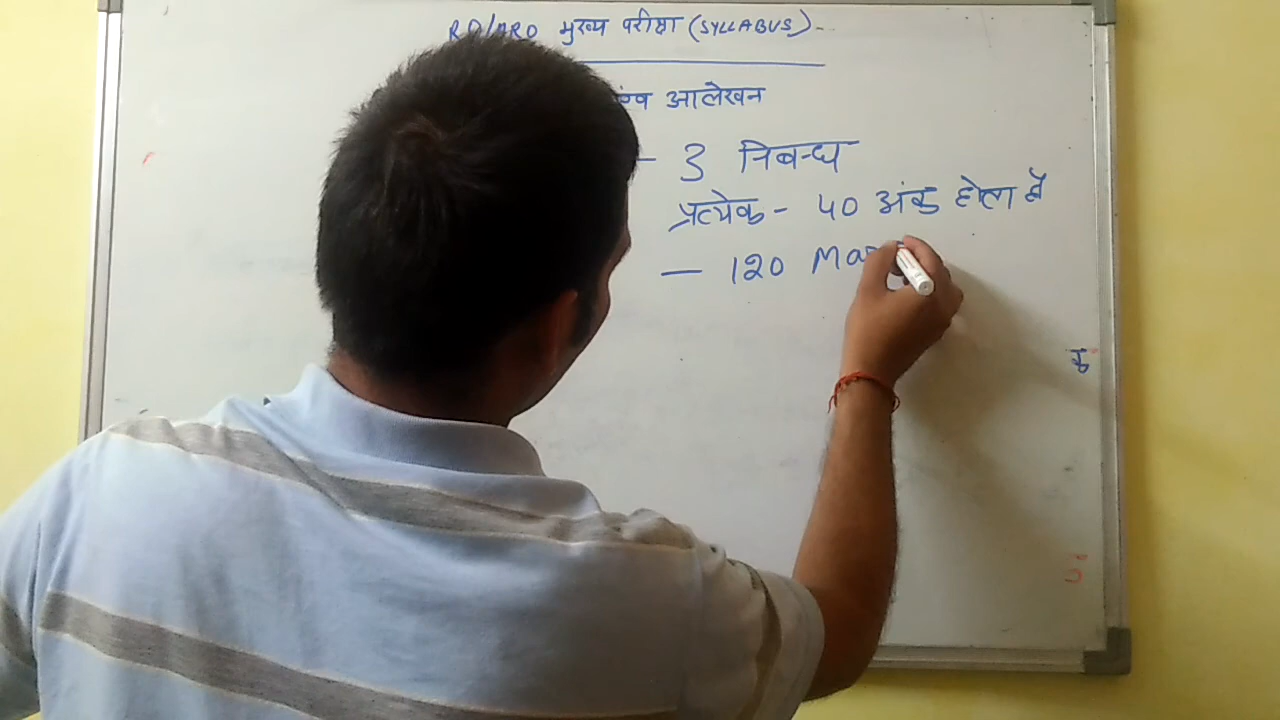 RO/ARO मुख्य परीक्षा (SYLLABUS)-
आलेखन
- 3 निबन्ध
प्रत्येक - 40 अंक होता है
- 120 Mar
क